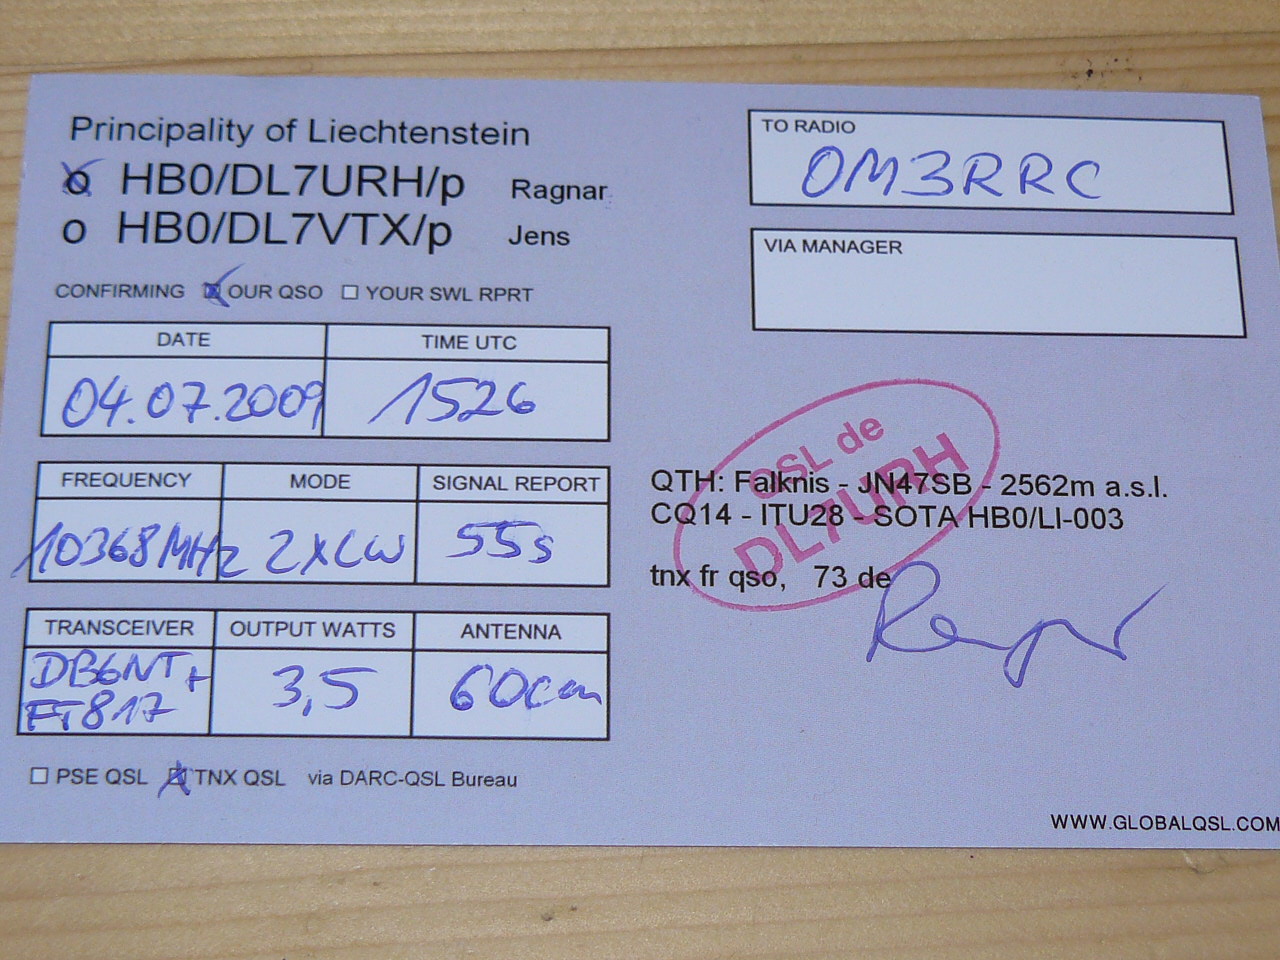 Principality of Liechtenstein
HB0/DL7URH/p Ragnar
o HB0/DL7VTX/p Jens
CONFIRMING OUR QSO YOUR SWL RPRT
TO RADIO
OM3RRC
VIA MANAGER
DATE TIME UTC
04.07.2009 1526
FREQUENCY MODE SIGNAL REPORT
10368MHz 2XCW 55s
TRANSCEIVER OUTPUT WATTS ANTENNA
DB6NT+ 3,5 60cm
FT817
PSE QSL TNX QSL via DARC-QSL Bureau
QSL de
DL7URH
QTH: Falknis - JN47SB - 2562m a.s.l.
CQ14 - ITU28 - SOTA HB0/LI-003
tnx fr qso, 73 de
Ragnar
WWW.GLOBALQSL.COM